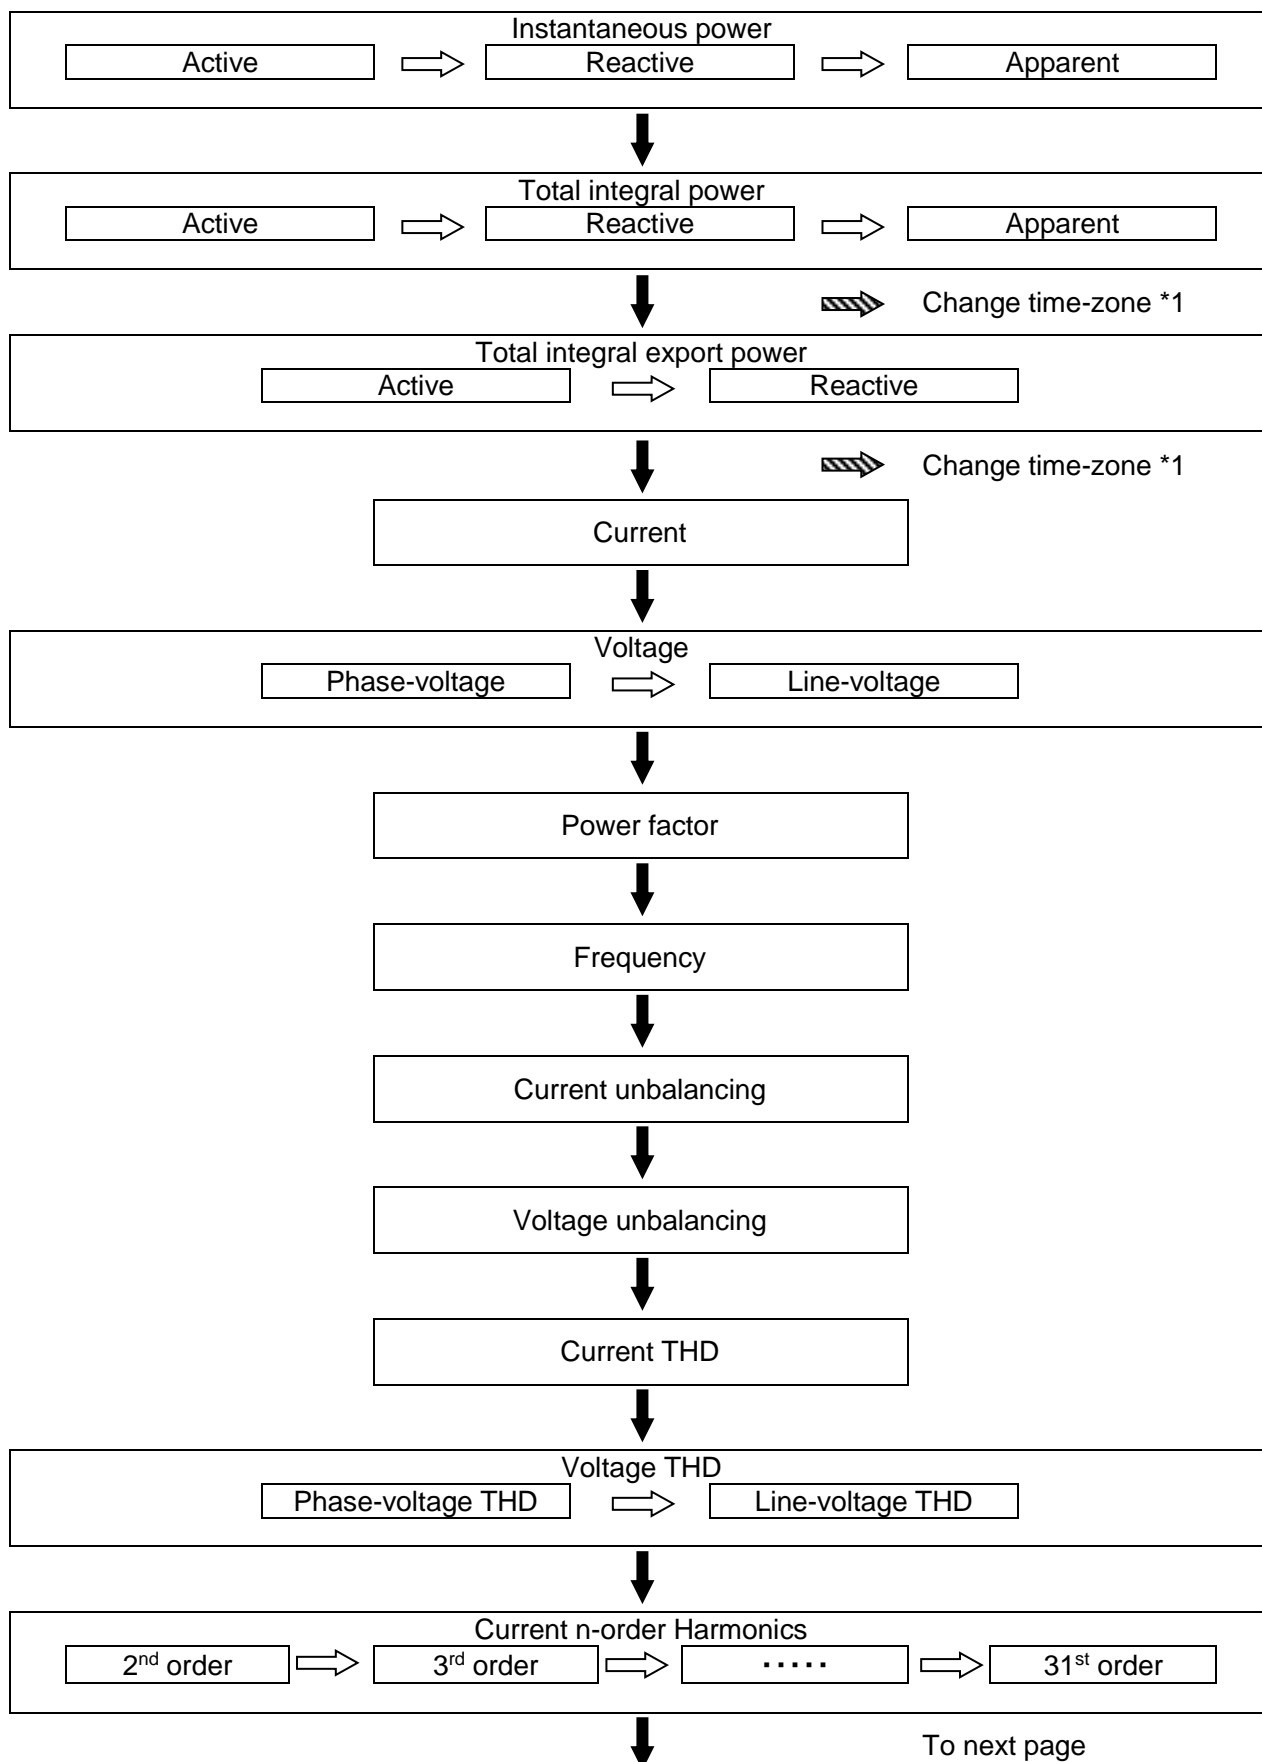 Instantaneous power
Active Reactive Apparent
Total integral power
Active Reactive Apparent
Change time-zone *1
Total integral export power
Active Reactive
Change time-zone *1
Current
Voltage
Phase-voltage Line-voltage
Power factor
Frequency
Current unbalancing
Voltage unbalancing
Current THD
Voltage THD
Phase-voltage THD Line-voltage THD
Current n-order Harmonics
2nd order 3rd order ····· 31st order
To next page